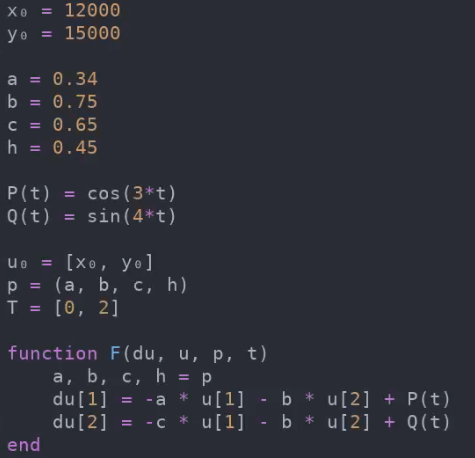 x₀ = 12000
y₀ = 15000
a = 0.34
b = 0.75
c = 0.65
h = 0.45
P(t) = cos(3*t)
Q(t) = sin(4*t)
u₀ = [x₀, y₀]
p = (a, b, c, h)
T = [0, 2]
function F(du, u, p, t)
    a, b, c, h = p
    du[1] = -a * u[1] - b * u[2] + P(t)
    du[2] = -c * u[1] - b * u[2] + Q(t)
end